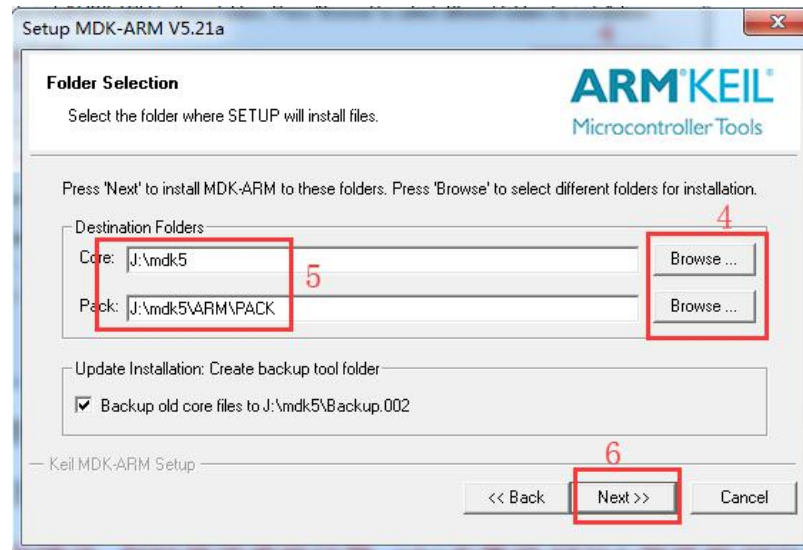 Setup MDK-ARM V5.21a
Folder Selection
Select the folder where SETUP will install files.
ARM KEIL
Microcontroller Tools
Press 'Next' to install MDK-ARM to these folders. Press 'Browse' to select different folders for installation.
Destination Folders
4
Core: J:\mdk5
Browse ...
5
Pack: J:\mdk5\ARM\PACK
Browse ...
Update Installation: Create backup tool folder
Backup old core files to J:\mdk5\Backup.002
6
Keil MDK-ARM Setup
<< Back Next >> Cancel